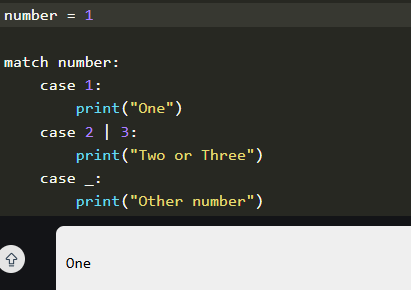 number = 1
match number:
    case 1:
        print("One")
    case 2 | 3:
        print("Two or Three")
    case _:
        print("Other number")
One